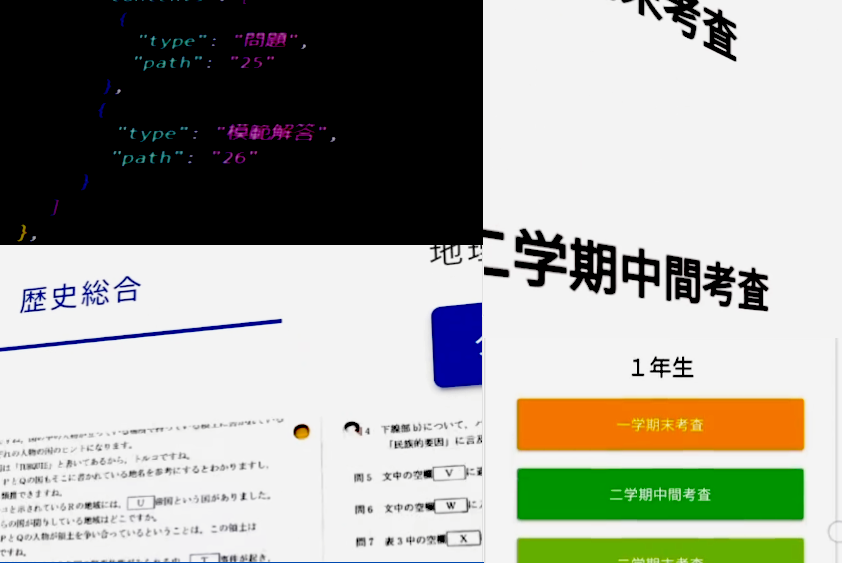 {
"type": "問題",
"path": "25"
},
{
"type": "模範解答",
"path": "26"
}
]
},
歴史総合
れの人物の国のヒントになります。
は「TURQUIE」と書いてあるから、トルコですね。
PとQの国もそこに書かれている地名を参考にするとわかりますし、
できますね。
と示されているRの地域には、 U 帝国という国がありました。
らの国が関与している地域はどこですか。
PとQの人物が領土を争い合っているということは、この領土は
ですね。
T 事件が起き、
4 下線部b)について、
「民族的要因」に言及
問5 文中の空欄 V に
問6 文中の空欄 W に
問7 表3中の空欄 X
末考査
二学期中間考査
１年生
一学期末考査
二学期中間考査
二学期末考査